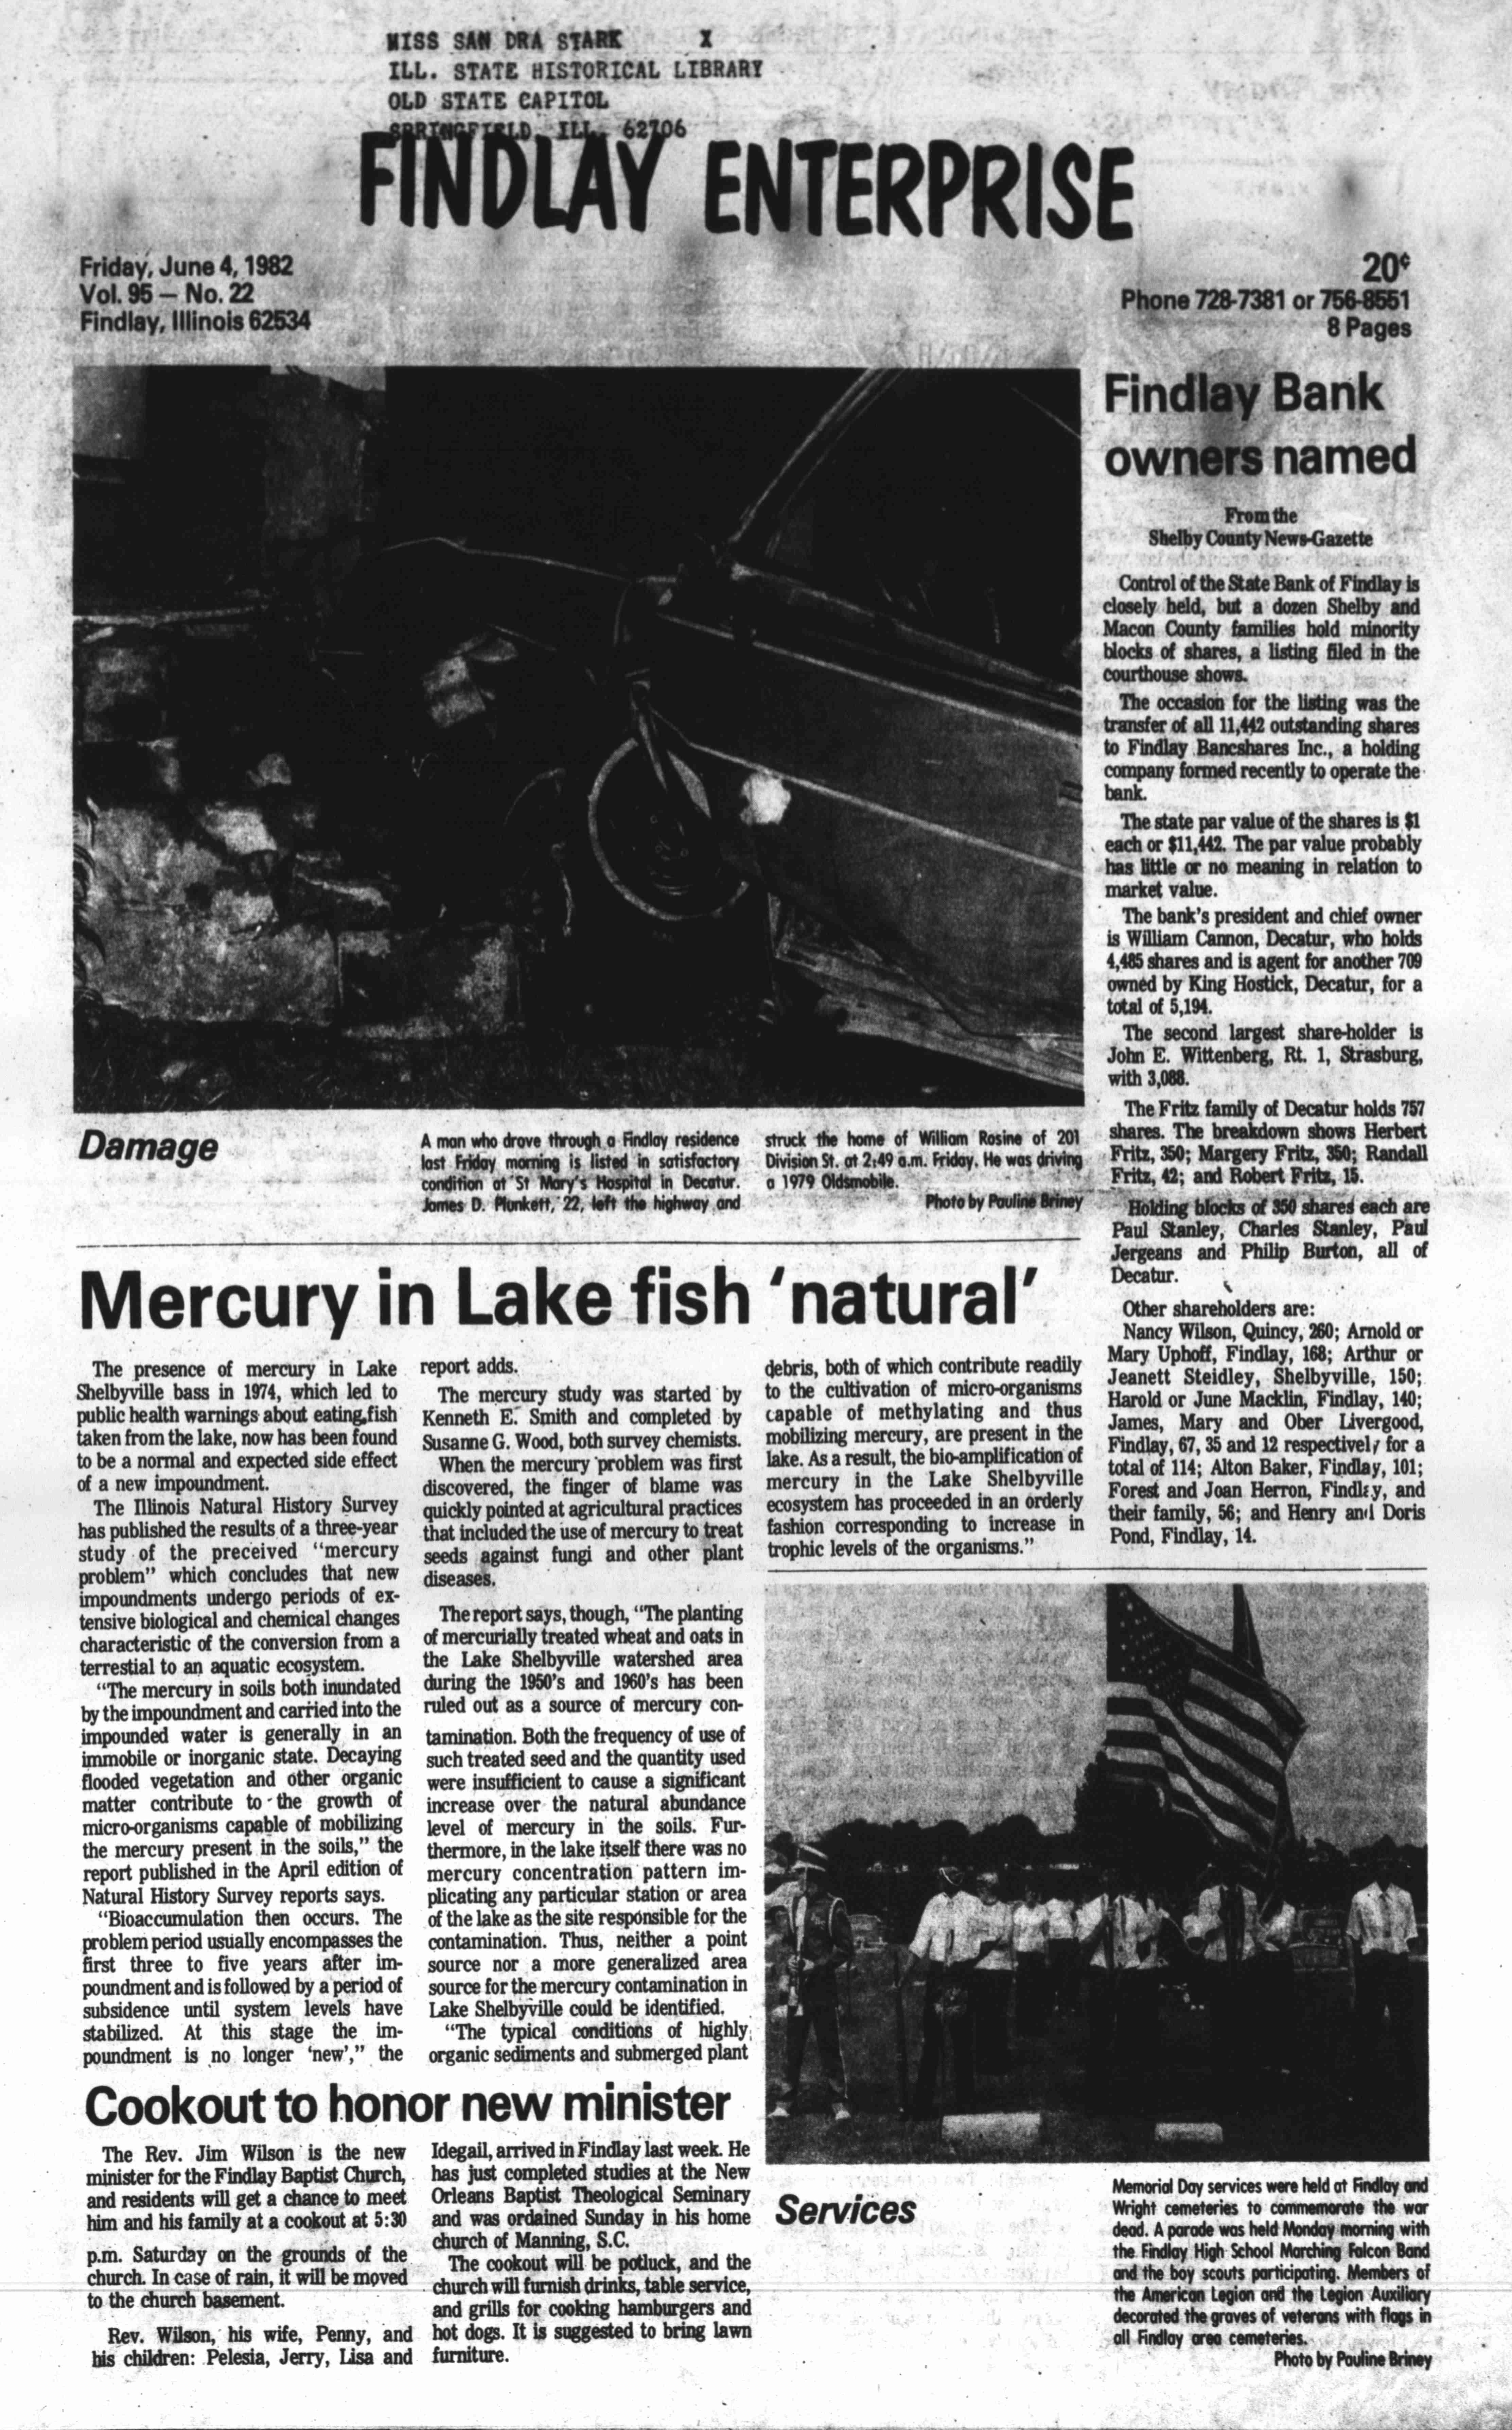 MISS SAN DRA STARK X
ILL. STATE HISTORICAL LIBRARY
OLD STATE CAPITOL
SPRINGFIELD, ILL. 62706
FINDLAY ENTERPRISE
Friday, June 4, 1982
Vol. 95 — No. 22
Findlay, Illinois 62534
20¢
Phone 728-7381 or 756-8551
8 Pages
Findlay Bank
owners named
From the
Shelby County News-Gazette
Control of the State Bank of Findlay is
closely held, but a dozen Shelby and
Macon County families hold minority
blocks of shares, a listing filed in the
courthouse shows.
The occasion for the listing was the
transfer of all 11,442 outstanding shares
to Findlay Bancshares Inc., a holding
company formed recently to operate the
bank.
The state par value of the shares is $1
each or $11,442. The par value probably
has little or no meaning in relation to
market value.
The bank's president and chief owner
is William Cannon, Decatur, who holds
4,485 shares and is agent for another 709
owned by King Hostick, Decatur, for a
total of 5,194.
The second largest share-holder is
John E. Wittenberg, Rt. 1, Strasburg,
with 3,088.
The Fritz family of Decatur holds 757
shares. The breakdown shows Herbert
Fritz, 350; Margery Fritz, 350; Randall
Fritz, 42; and Robert Fritz, 15.
Holding blocks of 350 shares each are
Paul Stanley, Charles Stanley, Paul
Jergeans and Philip Burton, all of
Decatur.
Other shareholders are:
Nancy Wilson, Quincy, 260; Arnold or
Mary Uphoff, Findlay, 168; Arthur or
Jeanett Steidley, Shelbyville, 150;
Harold or June Macklin, Findlay, 140;
James, Mary and Ober Livergood,
Findlay, 67, 35 and 12 respectively for a
total of 114; Alton Baker, Findlay, 101;
Forest and Joan Herron, Findlay, and
their family, 56; and Henry and Doris
Pond, Findlay, 14.
Damage
A man who drove through a Findlay residence
last Friday morning is listed in satisfactory
condition at St Mary's Hospital in Decatur.
James D. Plunkett, 22, left the highway and
struck the home of William Rosine of 201
Division St. at 2:49 a.m. Friday. He was driving
a 1979 Oldsmobile.
Photo by Pauline Briney
Mercury in Lake fish 'natural'
The presence of mercury in Lake
Shelbyville bass in 1974, which led to
public health warnings about eating fish
taken from the lake, now has been found
to be a normal and expected side effect
of a new impoundment.
The Illinois Natural History Survey
has published the results of a three-year
study of the preceived "mercury
problem" which concludes that new
impoundments undergo periods of ex-
tensive biological and chemical changes
characteristic of the conversion from a
terrestial to an aquatic ecosystem.
"The mercury in soils both inundated
by the impoundment and carried into the
impounded water is generally in an
immobile or inorganic state. Decaying
flooded vegetation and other organic
matter contribute to the growth of
micro-organisms capable of mobilizing
the mercury present in the soils," the
report published in the April edition of
Natural History Survey reports says.
"Bioaccumulation then occurs. The
problem period usually encompasses the
first three to five years after im-
poundment and is followed by a period of
subsidence until system levels have
stabilized. At this stage the im-
poundment is no longer 'new'," the
report adds.
The mercury study was started by
Kenneth E. Smith and completed by
Susanne G. Wood, both survey chemists.
When the mercury problem was first
discovered, the finger of blame was
quickly pointed at agricultural practices
that included the use of mercury to treat
seeds against fungi and other plant
diseases.
The report says, though, "The planting
of mercurially treated wheat and oats in
the Lake Shelbyville watershed area
during the 1950's and 1960's has been
ruled out as a source of mercury con-
tamination. Both the frequency of use of
such treated seed and the quantity used
were insufficient to cause a significant
increase over the natural abundance
level of mercury in the soils. Fur-
thermore, in the lake itself there was no
mercury concentration pattern im-
plicating any particular station or area
of the lake as the site responsible for the
contamination. Thus, neither a point
source nor a more generalized area
source for the mercury contamination in
Lake Shelbyville could be identified.
"The typical conditions of highly
organic sediments and submerged plant
debris, both of which contribute readily
to the cultivation of micro-organisms
capable of methylating and thus
mobilizing mercury, are present in the
lake. As a result, the bio-amplification of
mercury in the Lake Shelbyville
ecosystem has proceeded in an orderly
fashion corresponding to increase in
trophic levels of the organisms."
Cookout to honor new minister
The Rev. Jim Wilson is the new
minister for the Findlay Baptist Church,
and residents will get a chance to meet
him and his family at a cookout at 5:30
p.m. Saturday on the grounds of the
church. In case of rain, it will be moved
to the church basement.
Rev. Wilson, his wife, Penny, and
his children: Pelesia, Jerry, Lisa and
Idegail, arrived in Findlay last week. He
has just completed studies at the New
Orleans Baptist Theological Seminary
and was ordained Sunday in his home
church of Manning, S.C.
The cookout will be potluck, and the
church will furnish drinks, table service,
and grills for cooking hamburgers and
hot dogs. It is suggested to bring lawn
furniture.
Services
Memorial Day services were held at Findlay and
Wright cemeteries to commemorate the war
dead. A parade was held Monday morning with
the Findlay High School Marching Falcon Band
and the boy scouts participating. Members of
the American Legion and the Legion Auxiliary
decorated the graves of veterans with flags in
all Findlay area cemeteries.
Photo by Pauline Briney